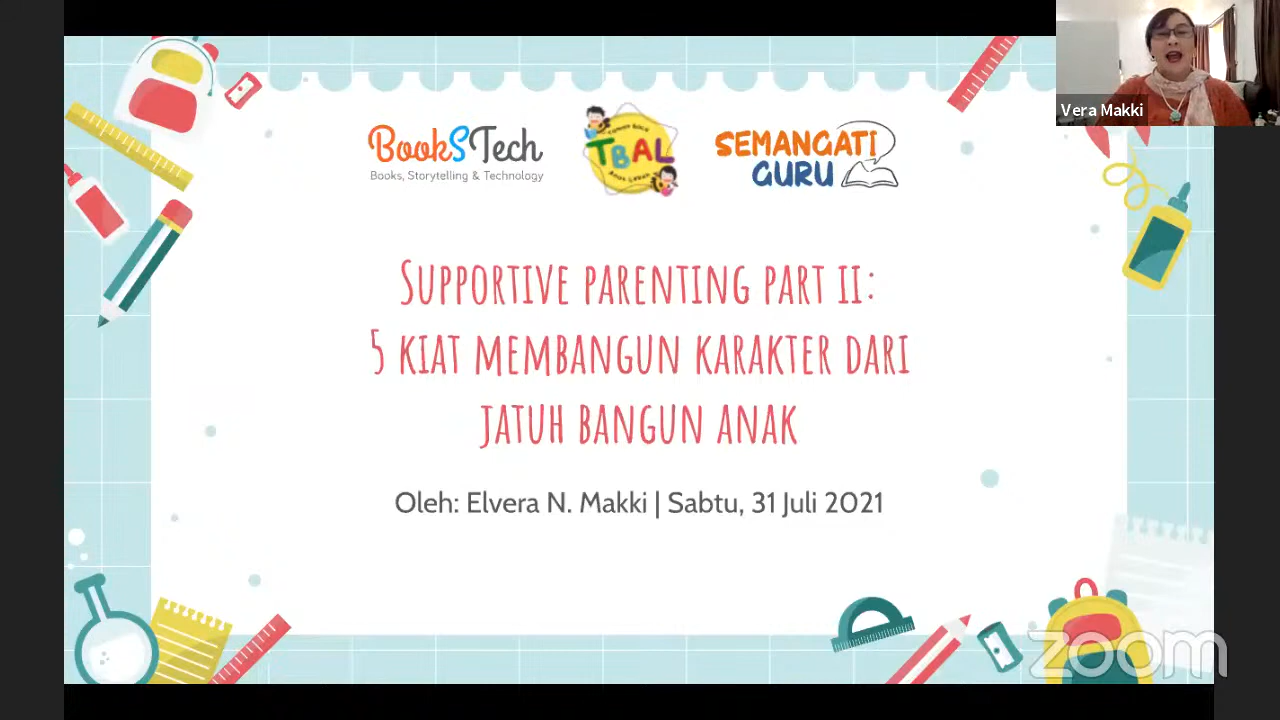 Vera Makki
BookSTech
Books, Storytelling & Technology
TBAL
SEMANGATI
GURU
SUPPORTIVE PARENTING PART II:
5 KIAT MEMBANGUN KARAKTER DARI
JATUH BANGUN ANAK
Oleh: Elvera N. Makki | Sabtu, 31 Juli 2021
zoom